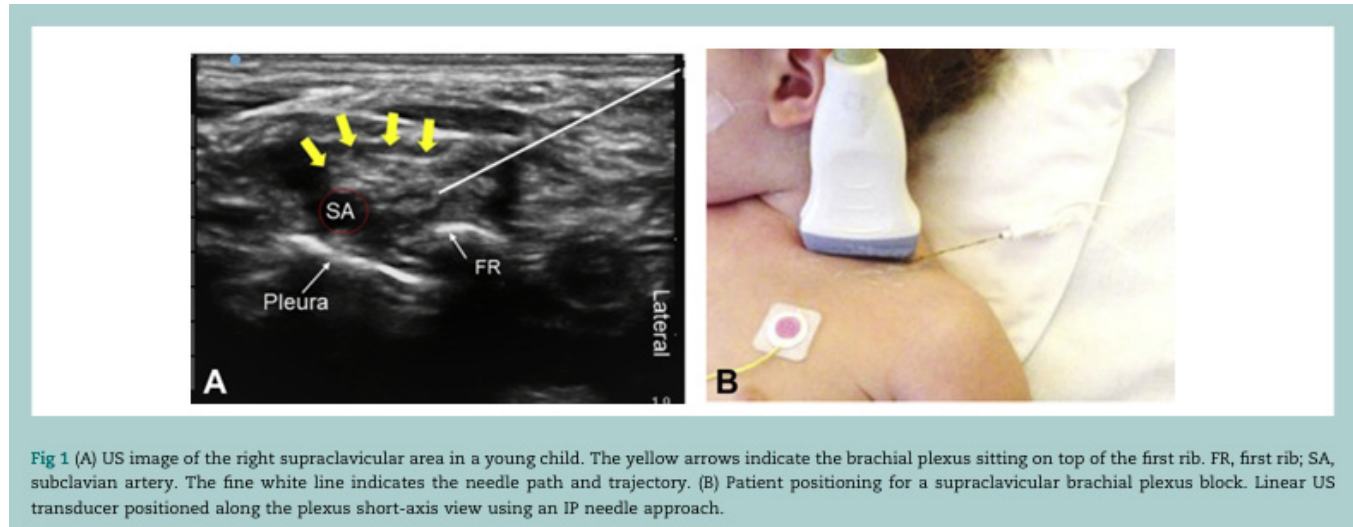 SA
FR
Pleura
Lateral
A
B
Fig 1 (A) US image of the right supraclavicular area in a young child. The yellow arrows indicate the brachial plexus sitting on top of the first rib. FR, first rib; SA,
subclavian artery. The fine white line indicates the needle path and trajectory. (B) Patient positioning for a supraclavicular brachial plexus block. Linear US
transducer positioned along the plexus short-axis view using an IP needle approach.